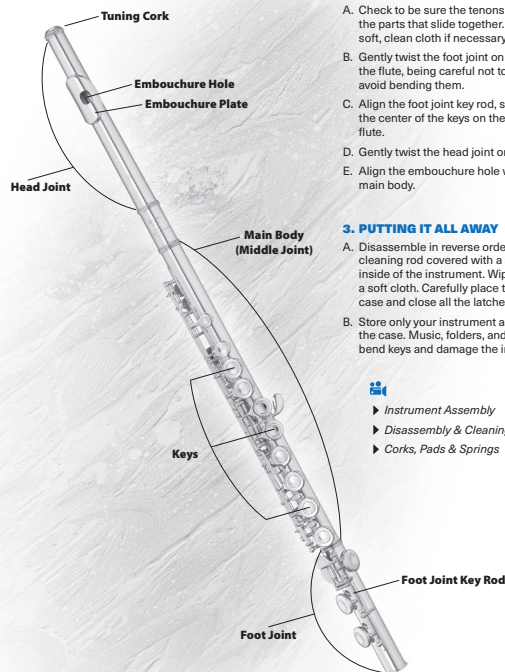 Tuning Cork
Embouchure Hole
Embouchure Plate
Head Joint
Main Body
(Middle Joint)
Keys
Foot Joint Key Rod
Foot Joint
A. Check to be sure the tenons
the parts that slide together.
soft, clean cloth if necessary
B. Gently twist the foot joint on
the flute, being careful not to
avoid bending them.
C. Align the foot joint key rod, s
the center of the keys on the
flute.
D. Gently twist the head joint o
E. Align the embouchure hole w
main body.
3. PUTTING IT ALL AWAY
A. Disassemble in reverse orde
cleaning rod covered with a
inside of the instrument. Wip
a soft cloth. Carefully place t
case and close all the latche
B. Store only your instrument a
the case. Music, folders, and
bend keys and damage the i
Instrument Assembly
Disassembly & Cleaning
Corks, Pads & Springs